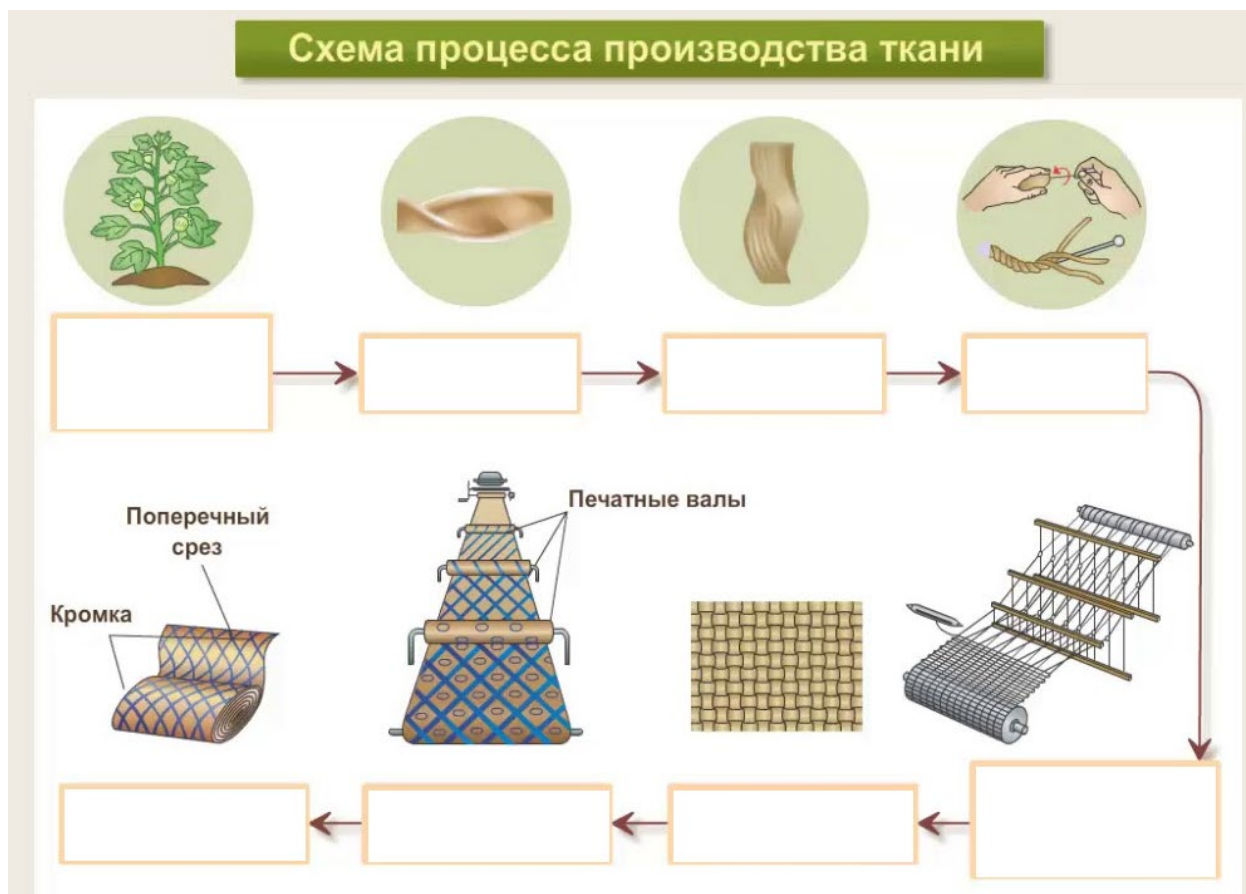 Схема процесса производства ткани
Печатные валы
Поперечный
срез
Кромка